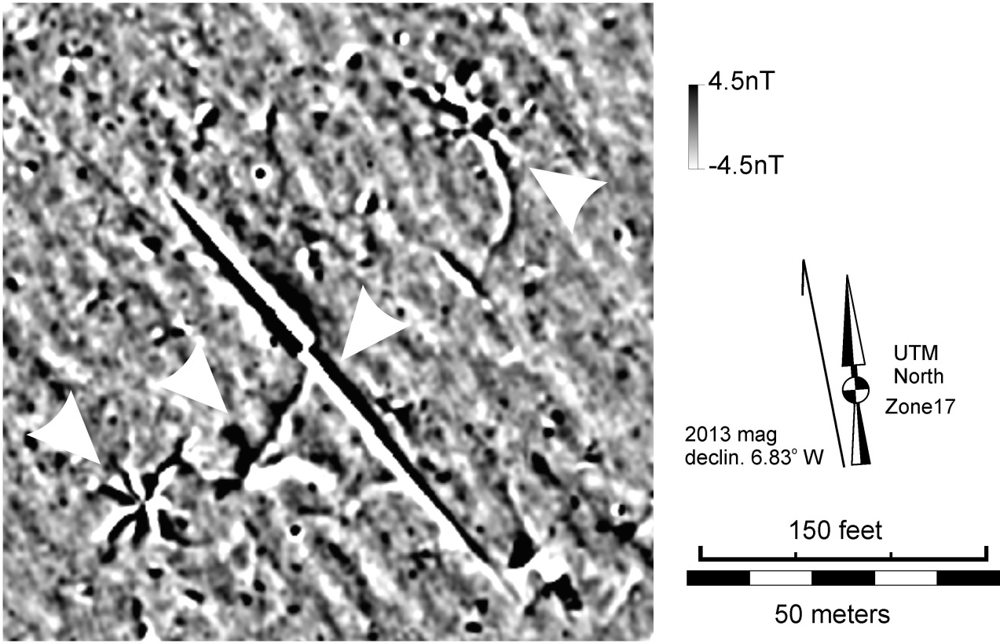 4.5nT
-4.5nT
UTM
North
Zone17
2013 mag
declin. 6.83° W
150 feet
50 meters